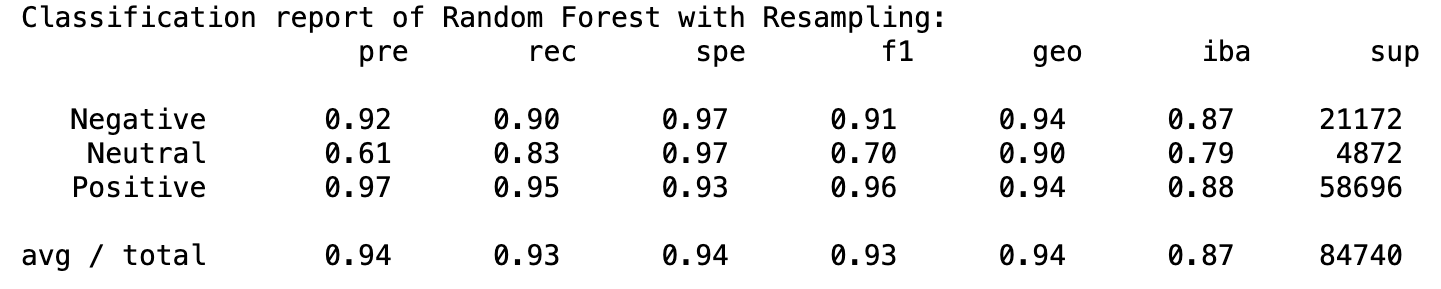 Classification report of Random Forest with Resampling:
pre rec spe f1 geo iba sup
Negative 0.92 0.90 0.97 0.91 0.94 0.87 21172
Neutral 0.61 0.83 0.97 0.70 0.90 0.79 4872
Positive 0.97 0.95 0.93 0.96 0.94 0.88 58696
avg / total 0.94 0.93 0.94 0.93 0.94 0.87 84740